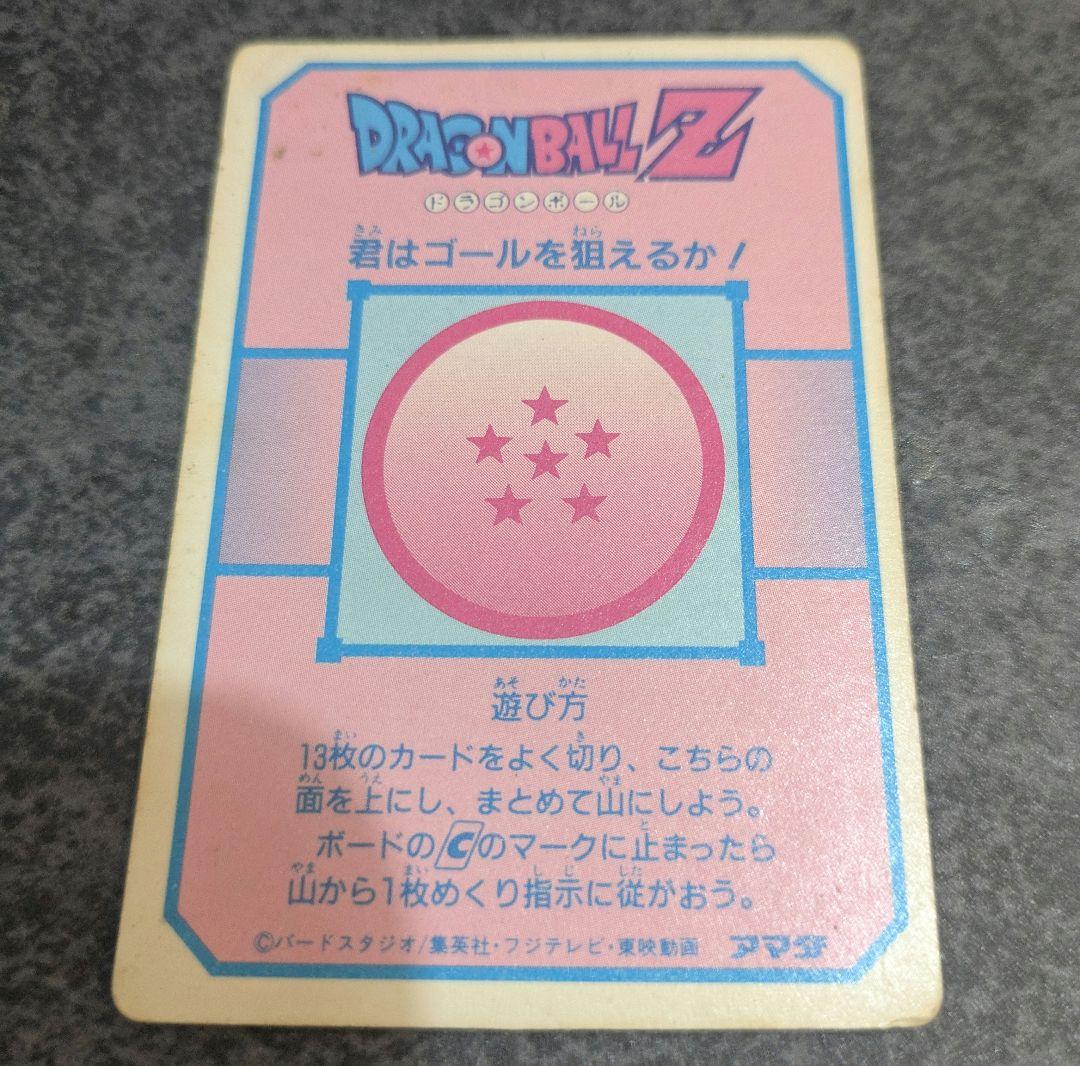 DRAGON BALL Z
ドラゴンボール
君はゴールを狙えるか！
遊び方
13枚のカードをよく切り、こちらの
面を上にし、まとめて山にしよう。
ボードのCのマークに止まったら
山から1枚めくり指示に従がおう。
©バードスタジオ/集英社・フジテレビ・東映動画 アマダ